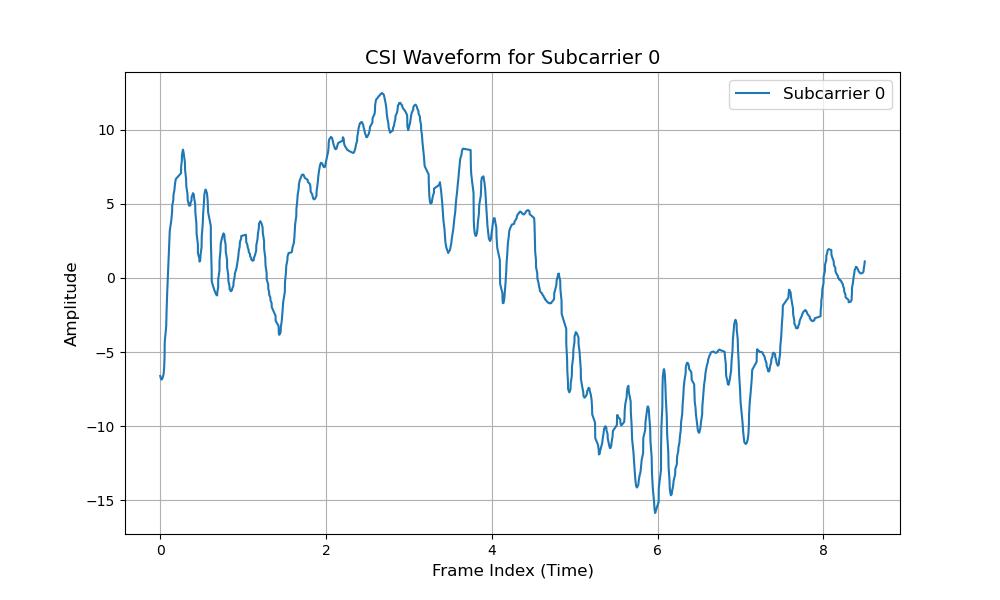 CSI Waveform for Subcarrier 0
Subcarrier 0
Amplitude
10
5
0
−5
−10
−15
0 2 4 6 8
Frame Index (Time)